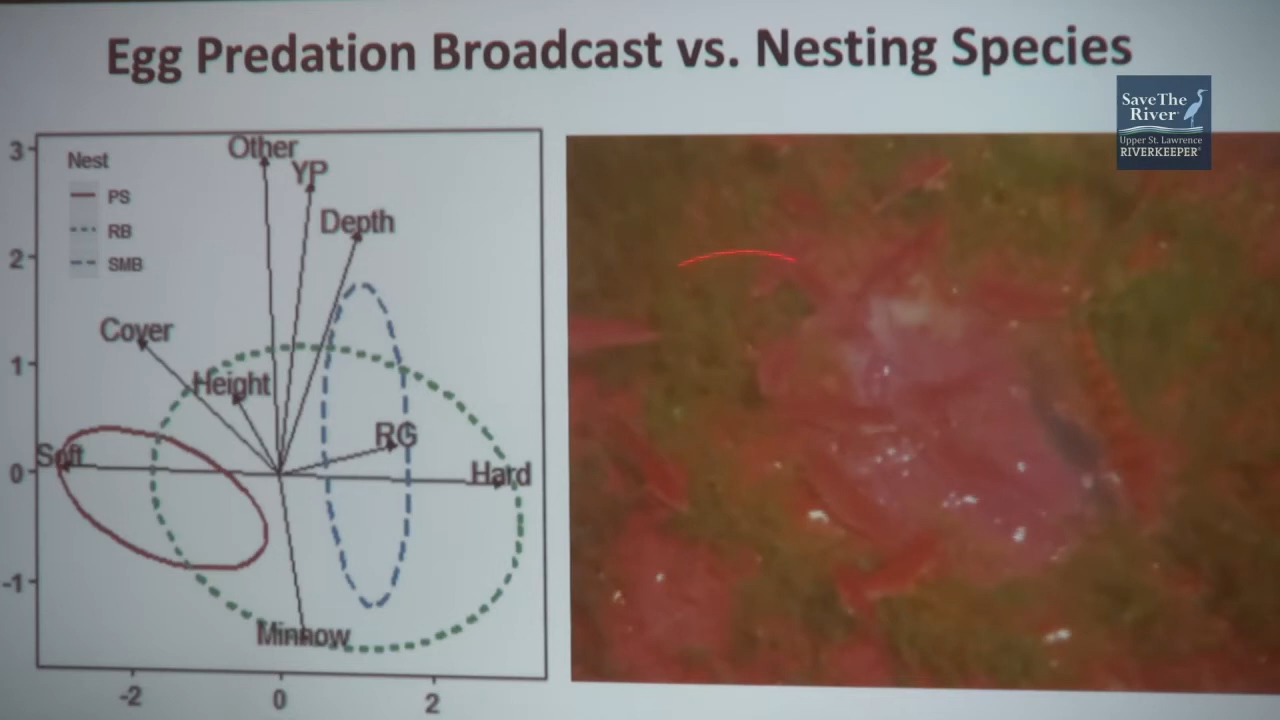 Egg Predation Broadcast vs. Nesting Species
Save The
River
Upper St. Lawrence
RIVERKEEPER®
3
2
1
0
-1
-2
0
2
Nest
PS
RB
SMB
Other
YP
Depth
Cover
Height
RG
Soft
Hard
Minnow